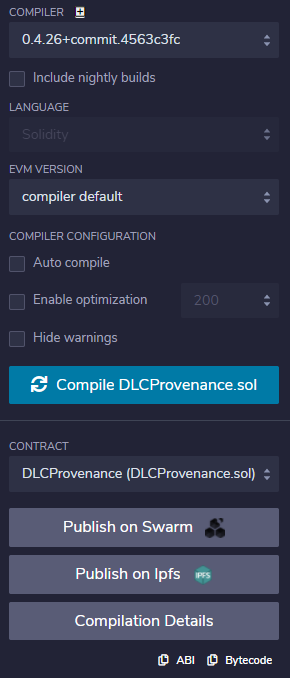 COMPILER
0.4.26+commit.4563c3fc
Include nightly builds
LANGUAGE
Solidity
EVM VERSION
compiler default
COMPILER CONFIGURATION
Auto compile
Enable optimization 200
Hide warnings
Compile DLCProvenance.sol
CONTRACT
DLCProvenance (DLCProvenance.sol)
Publish on Swarm
Publish on Ipfs IPFS
Compilation Details
ABI Bytecode